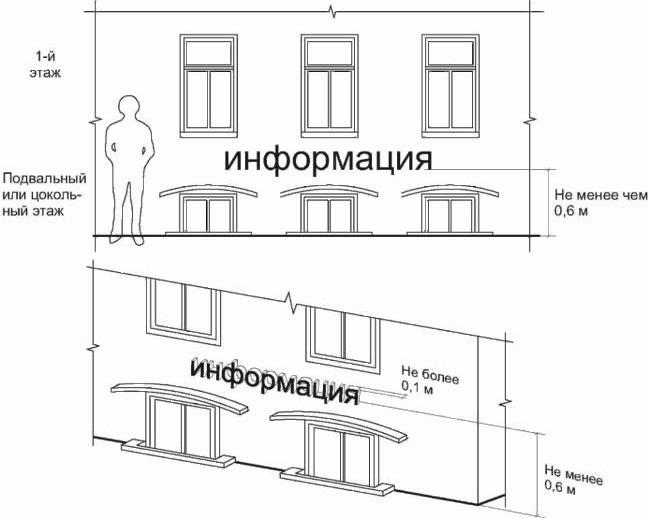 1-й
этаж
информация
Подвальный
или цоколь-
ный этаж
Не менее чем
0,6 м
информация
Не более
0,1 м
Не менее
0,6 м